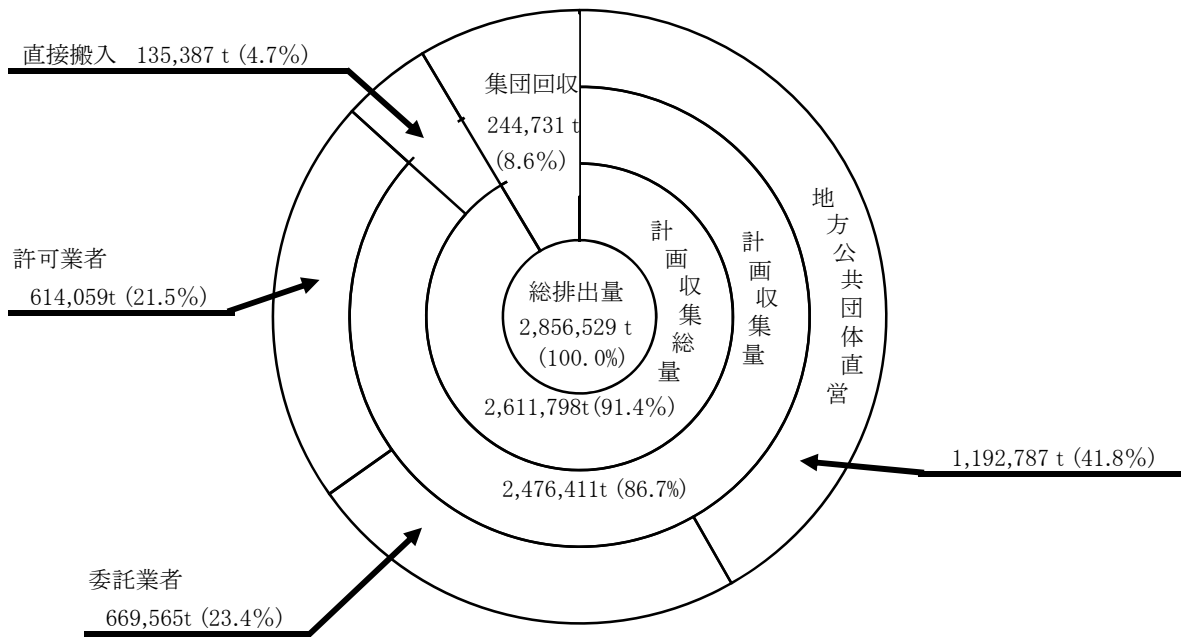 直接搬入 135,387 t (4.7%)
集団回収
244,731 t
(8.6%)
地方公共団体直営
計画収集量
計画収集総量
許可業者
614,059t (21.5%)
総排出量
2,856,529 t
(100.0%)
2,611,798t(91.4%)
1,192,787 t (41.8%)
2,476,411t (86.7%)
委託業者
669,565t (23.4%)